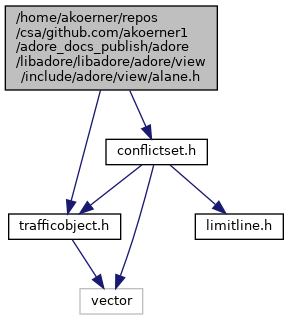 /home/akoerner/repos
/csa/github.com/akoerner1
/adore_docs_publish/adore
/libadore/libadore/adore/view
/include/adore/view/alane.h
conflictset.h
trafficobject.h
limitline.h
vector